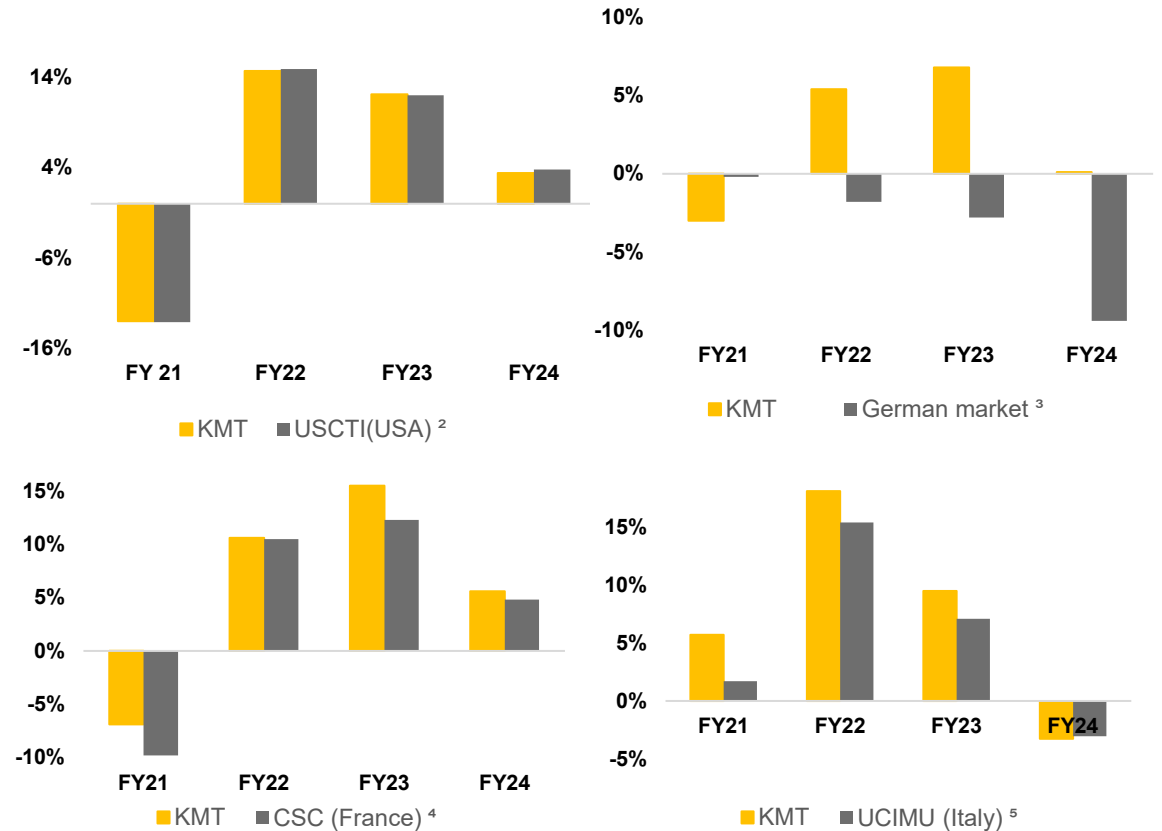 14%
4%
-6%
-16%
FY 21 FY22 FY23 FY24
KMT USCTI(USA) ²
10%
5%
0%
-5%
-10%
FY21 FY22 FY23 FY24
KMT German market ³
15%
10%
5%
0%
-5%
-10%
FY21 FY22 FY23 FY24
KMT CSC (France) ⁴
15%
10%
5%
0%
-5%
FY21 FY22 FY23 FY24
KMT UCIMU (Italy) ⁵